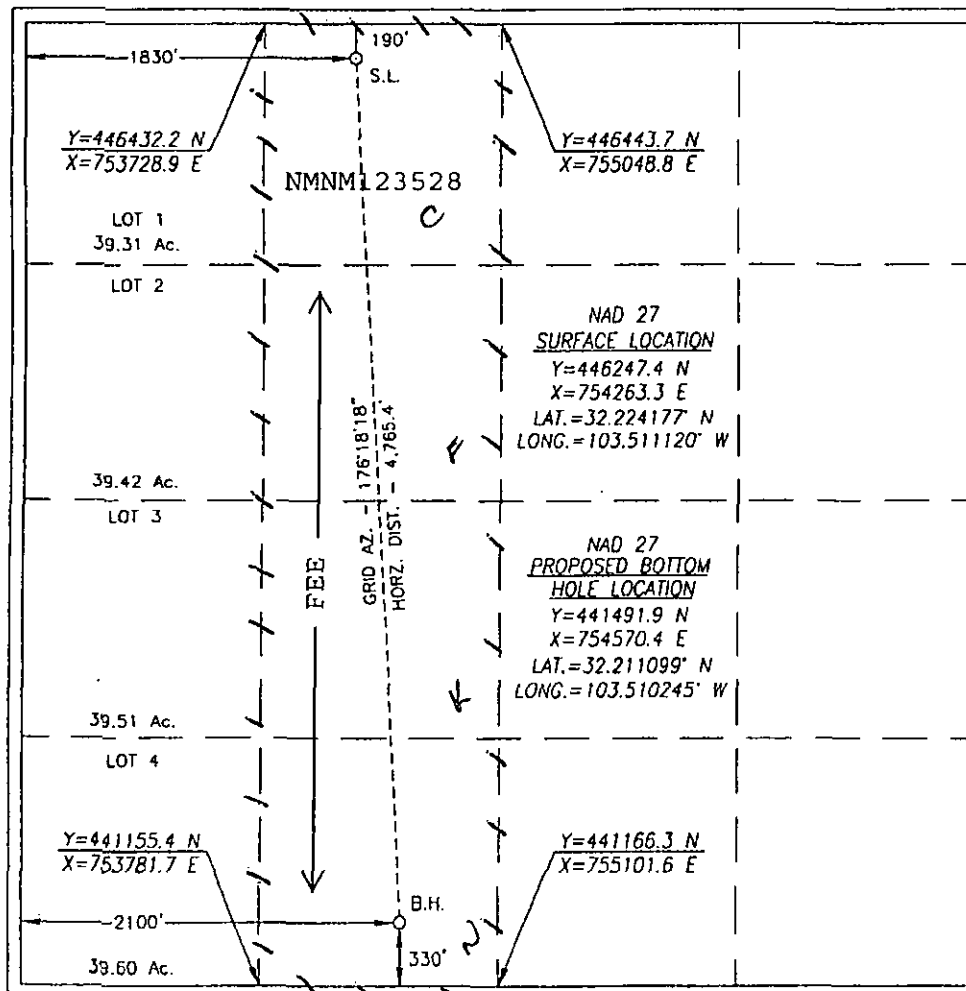 190'
1830'
S.L.
Y=446432.2 N
X=753728.9 E
Y=446443.7 N
X=755048.8 E
NMNM123528
C
LOT 1
39.31 Ac.
LOT 2
NAD 27
SURFACE LOCATION
Y=446247.4 N
X=754263.3 E
LAT.=32.224177° N
LONG.=103.511120° W
F
39.42 Ac.
LOT 3
FEE
GRID AZ. - 176°18'18"
HORZ. DIST. - 4,765.4'
NAD 27
PROPOSED BOTTOM
HOLE LOCATION
Y=441491.9 N
X=754570.4 E
LAT.=32.211099° N
LONG.=103.510245° W
K
39.51 Ac.
LOT 4
Y=441155.4 N
X=753781.7 E
Y=441166.3 N
X=755101.6 E
B.H.
2100'
N
330'
39.60 Ac.